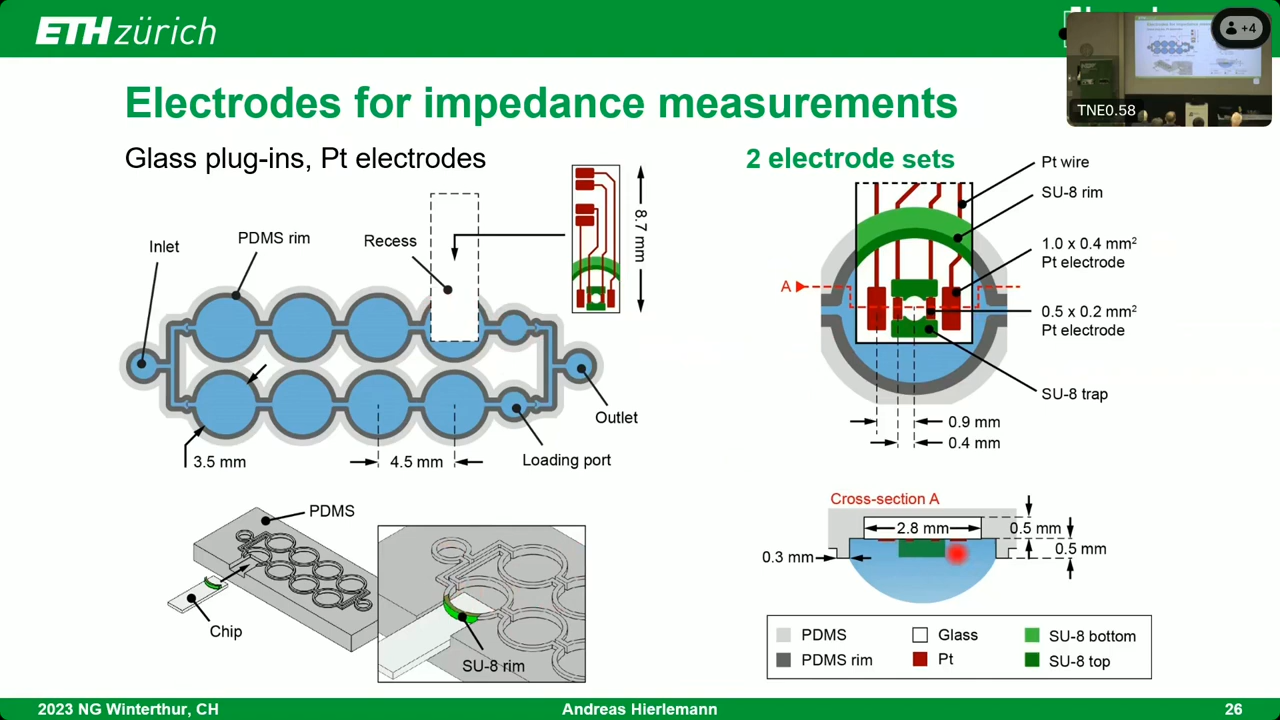 ETH zürich
+4
TNE0.58
Electrodes for impedance measurements
Glass plug-ins, Pt electrodes
2 electrode sets
Inlet
PDMS rim
Recess
8.7 mm
3.5 mm
4.5 mm
Loading port
Outlet
Pt wire
SU-8 rim
1.0 x 0.4 mm²
Pt electrode
A
0.5 x 0.2 mm²
Pt electrode
SU-8 trap
0.9 mm
0.4 mm
PDMS
Chip
SU-8 rim
Cross-section A
2.8 mm
0.5 mm
0.5 mm
0.3 mm
PDMS
Glass
SU-8 bottom
PDMS rim
Pt
SU-8 top
2023 NG Winterthur, CH
Andreas Hierlemann
26